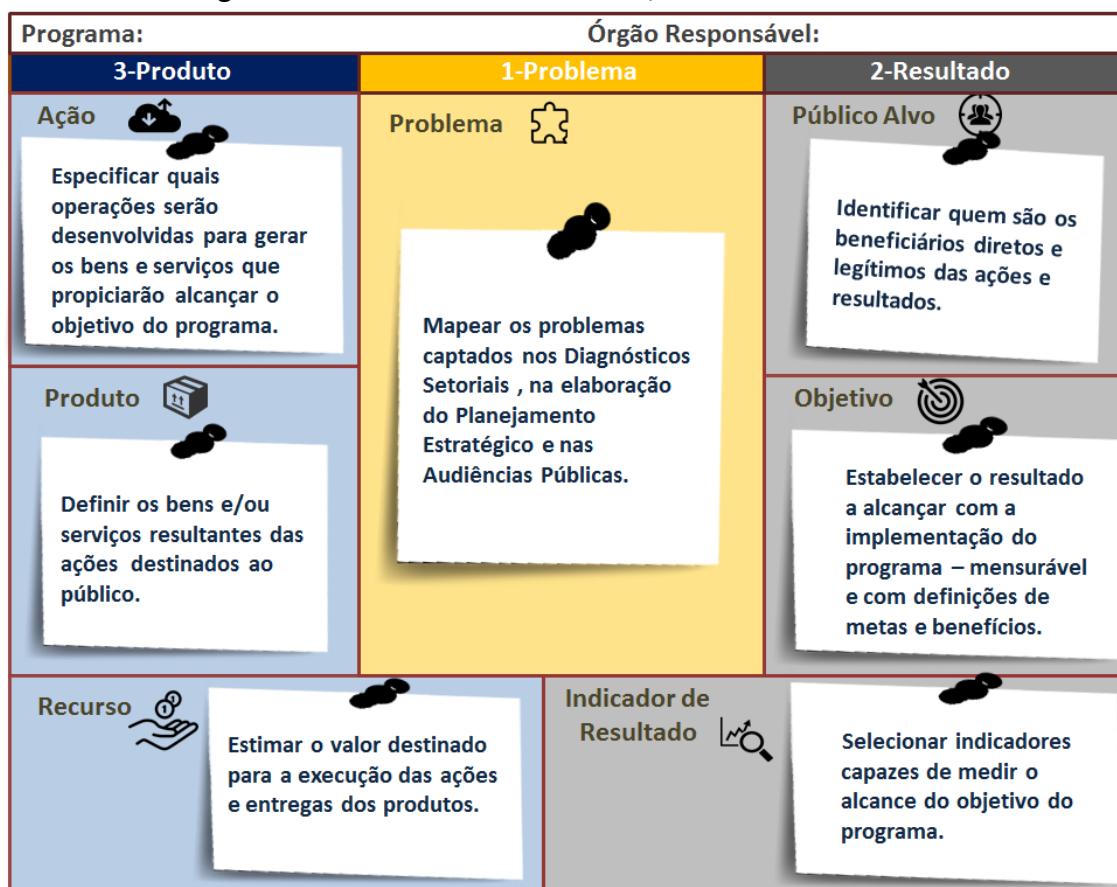 Programa: Órgão Responsável:
3-Produto 1-Problema 2-Resultado
Ação
Especificar quais
operações serão
desenvolvidas para gerar
os bens e serviços que
propiciarão alcançar o
objetivo do programa.
Produto
Definir os bens e/ou
serviços resultantes das
ações destinados ao
público.
Problema
Mapear os problemas
captados nos Diagnósticos
Setoriais , na elaboração
do Planejamento
Estratégico e nas
Audiências Públicas.
Público Alvo
Identificar quem são os
beneficiários diretos e
legítimos das ações e
resultados.
Objetivo
Estabelecer o resultado
a alcançar com a
implementação do
programa – mensurável
e com definições de
metas e benefícios.
Recurso
Estimar o valor destinado
para a execução das ações
e entregas dos produtos.
Indicador de
Resultado
Selecionar indicadores
capazes de medir o
alcance do objetivo do
programa.